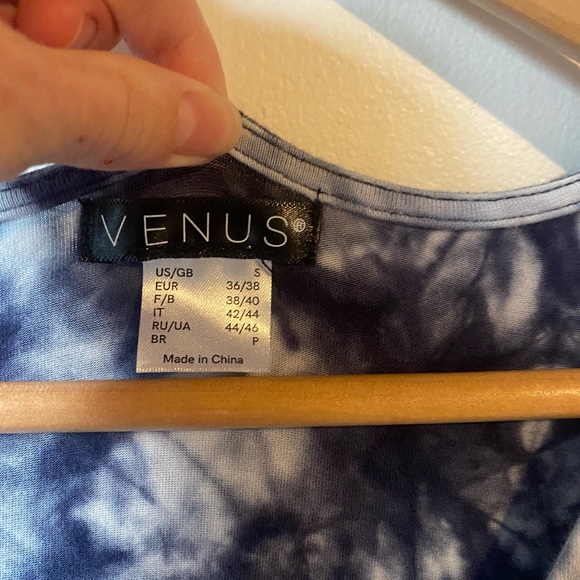 VENUS®
US/GB S
EUR 36/38
F/B 38/40
IT 42/44
RU/UA 44/46
BR P
Made in China